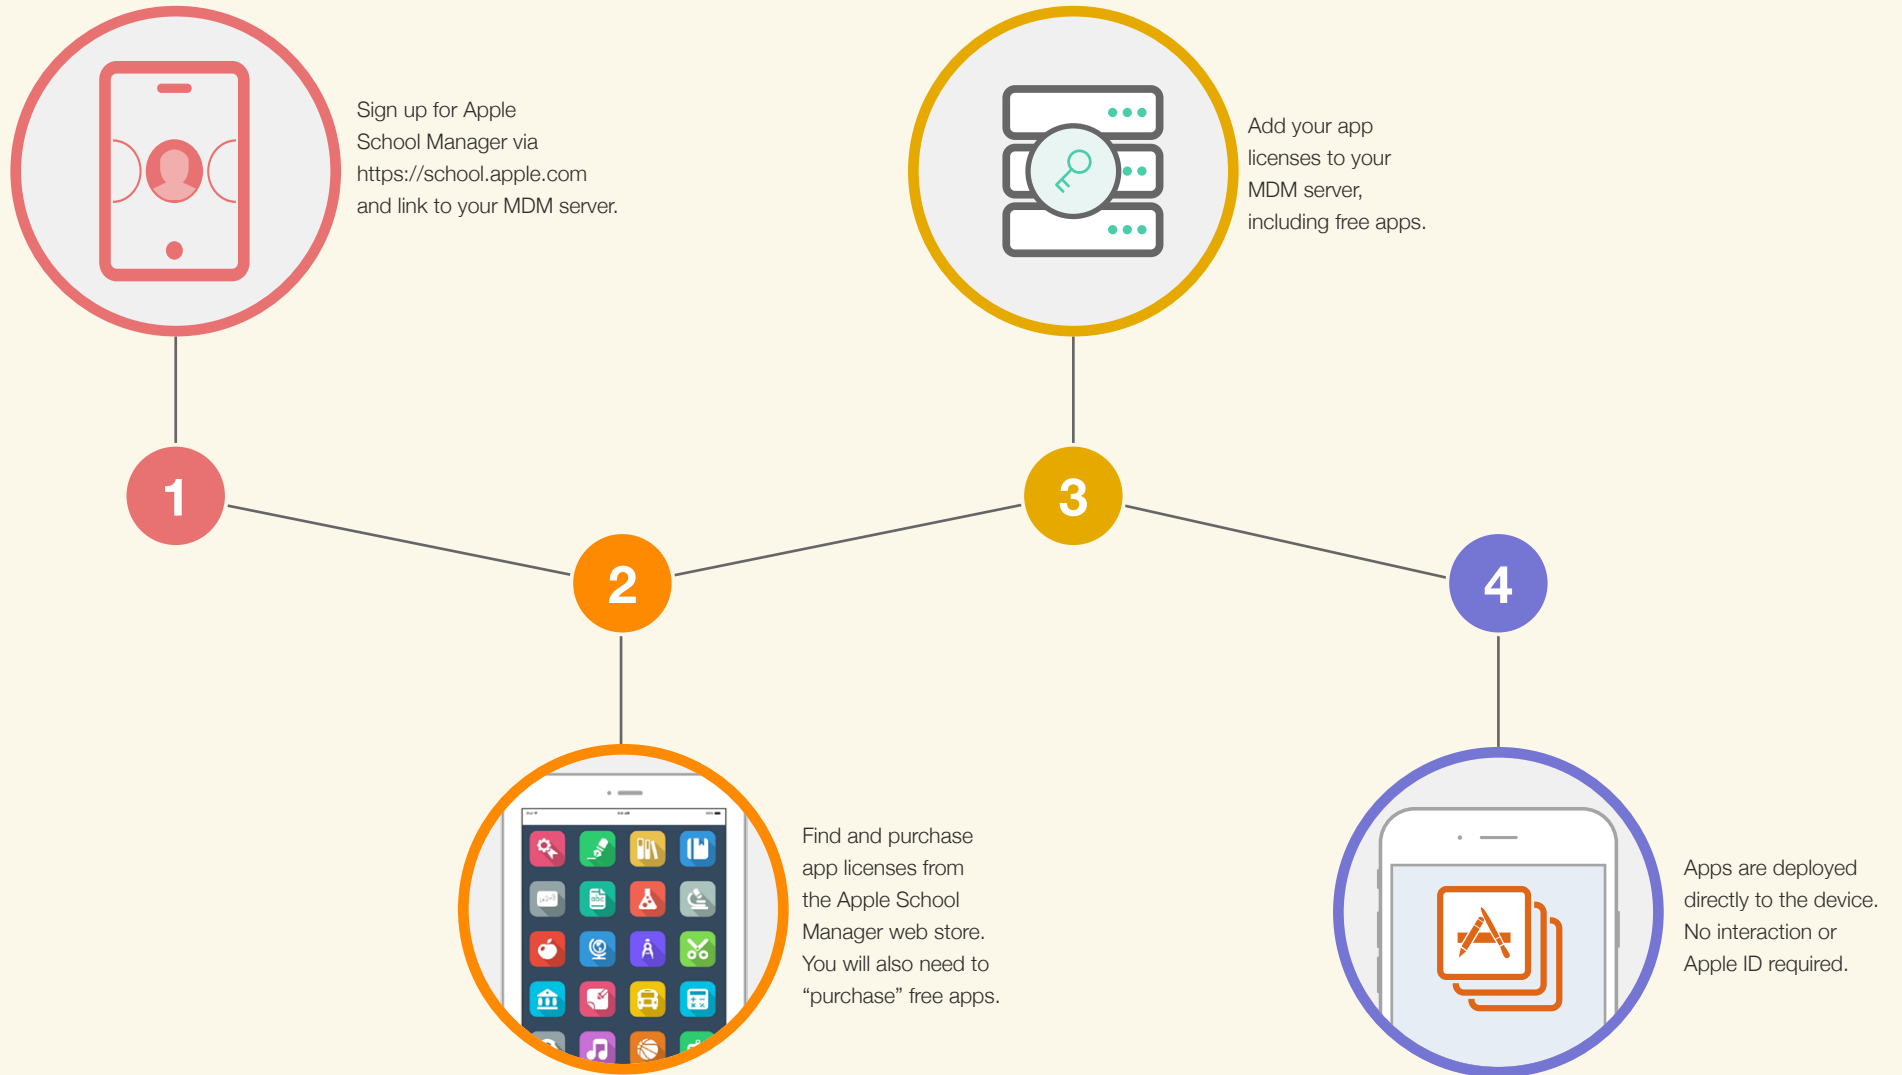 Sign up for Apple
School Manager via
https://school.apple.com
and link to your MDM server.
1
Find and purchase
app licenses from
the Apple School
Manager web store.
You will also need to
“purchase” free apps.
2
Add your app
licenses to your
MDM server,
including free apps.
3
Apps are deployed
directly to the device.
No interaction or
Apple ID required.
4
abc